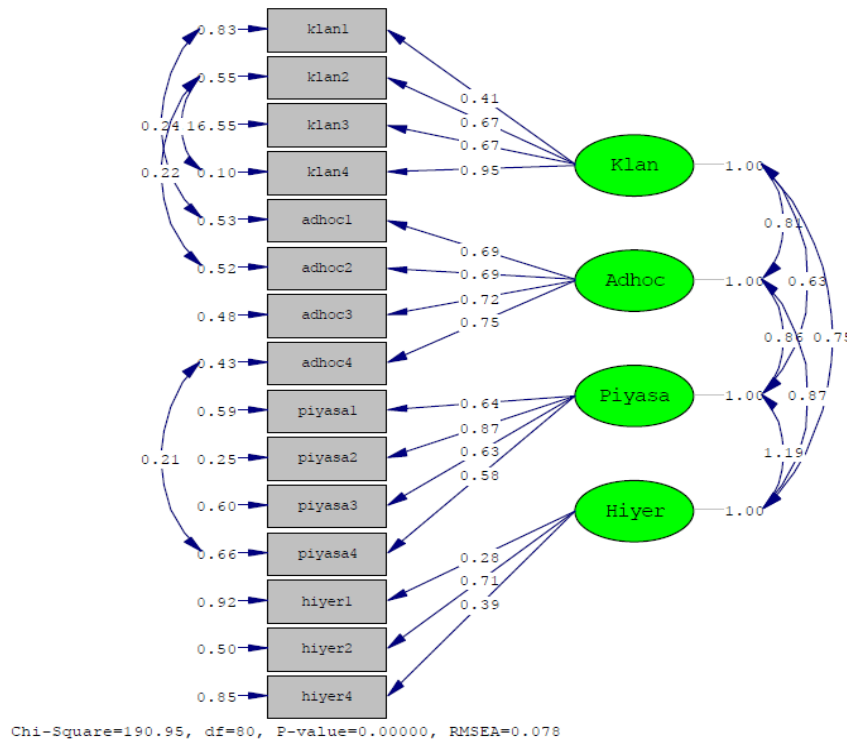 0.83 klan1
0.55 klan2
0.41
0.67
0.24 16.55 klan3
0.67
Klan 1.00
0.22 0.10 klan4
0.95
0.53 adhoc1
0.81
0.69
0.52 adhoc2
0.69
Adhoc 1.00 0.63
0.72
0.48 adhoc3
0.75
0.86 0.75
0.43 adhoc4
Piyasa 1.00 0.87
0.59 piyasa1
0.64
0.87
0.21 0.25 piyasa2
0.63
1.19
0.58
0.60 piyasa3
Hiyer 1.00
0.66 piyasa4
0.28
0.71
0.92 hiyer1
0.39
0.50 hiyer2
0.85 hiyer4
Chi-Square=190.95, df=80, P-value=0.00000, RMSEA=0.078